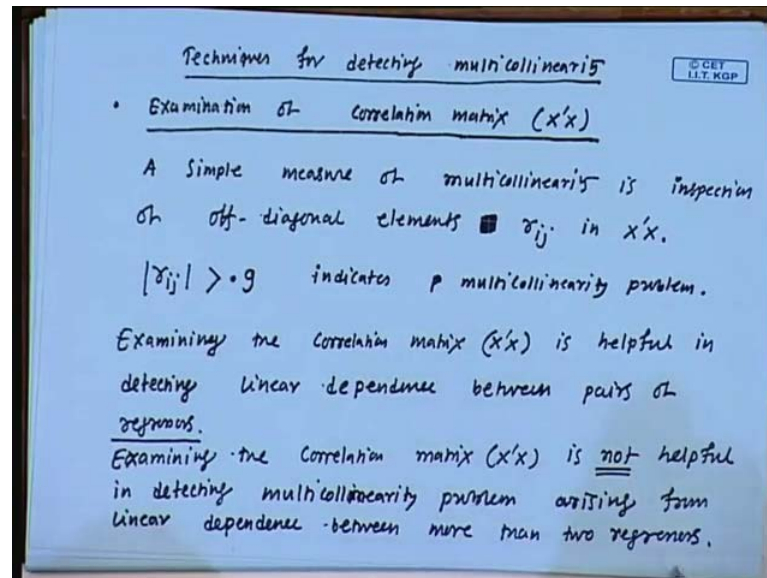 Techniques for detecting multicollinearity
© CET
I.I.T. KGP
• Examination of Correlation matrix (x'x)
A simple measure of multicollinearity is inspection
of off-diagonal elements rij in x'x.
|rij| > .9 indicates multicollinearity problem.
Examining the correlation matrix (x'x) is helpful in
detecting linear dependence between pairs of
regressors.
Examining the correlation matrix (x'x) is not helpful
in detecting multicollinearity problem arising from
linear dependence between more than two regressors.